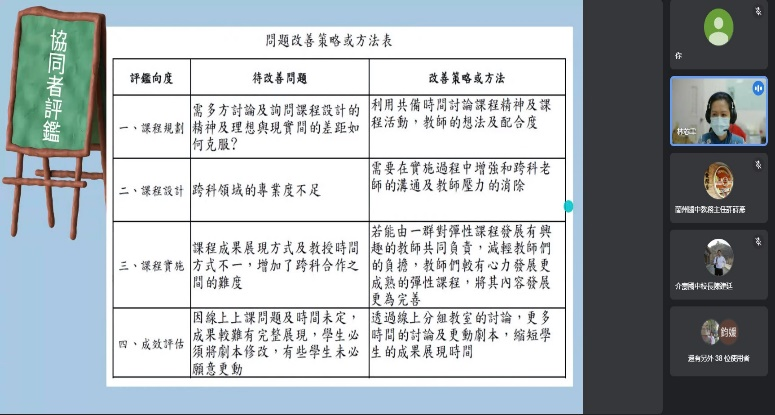 協同者評鑑
問題改善策略或方法表
評鑑向度
待改善問題
改善策略或方法
一、課程規劃
需多方討論及詢問課程設計的
精神及理想與現實間的差距如
何克服？
利用共備時間討論課程精神及課
程活動，教師的想法及配合度
二、課程設計
跨科領域的專業度不足
需要在實施過程中增強和跨科老
師的溝通及教師壓力的消除
三、課程實施
課程成果展現方式及教授時間
方式不一，增加了跨科合作之
間的難度
若能由一群對彈性課程發展有興
趣的教師共同負責，減輕教師們
的負擔，教師們較有心力發展更
成熟的彈性課程，將其內容發展
更為完善
四、成效評估
因線上上課問題及時間未定，
成果較難有完整展現，學生必
須將劇本修改，有些學生未必
願意更動
透過線上分組教室的討論，更多
時間的討論及更動劇本，縮短學
生的成果展現時間
你
介壽國中校長陳建廷
鈞媛
還有另外 38 位使用者